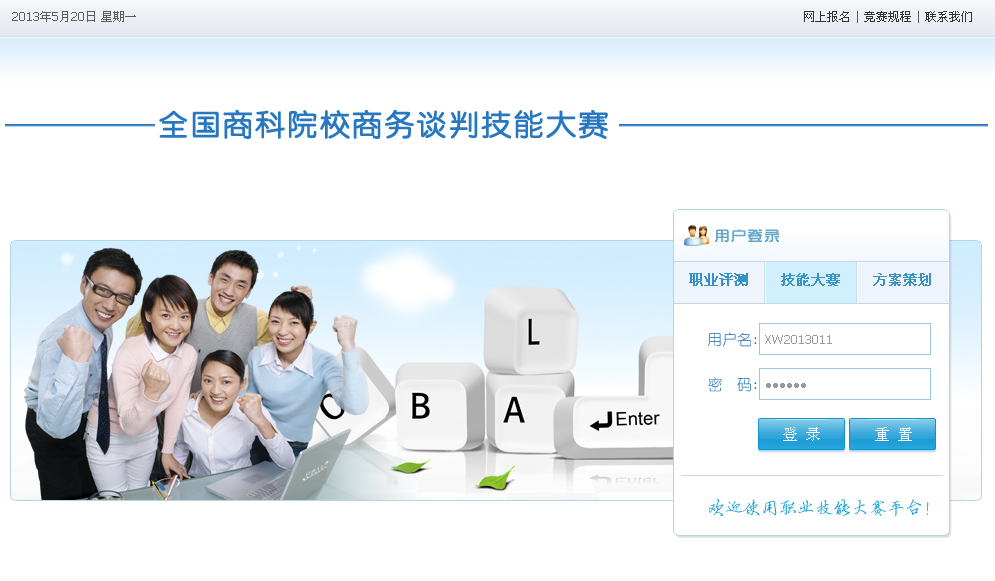 2013年5月20日 星期一
网上报名 | 竞赛规程 | 联系我们
全国商科院校商务谈判技能大赛
用户登录
职业评测 技能大赛 方案策划
用户名: XW2013011
密 码: ●●●●●●
登 录 重 置
欢迎使用职业技能大赛平台!
O B A L
Enter